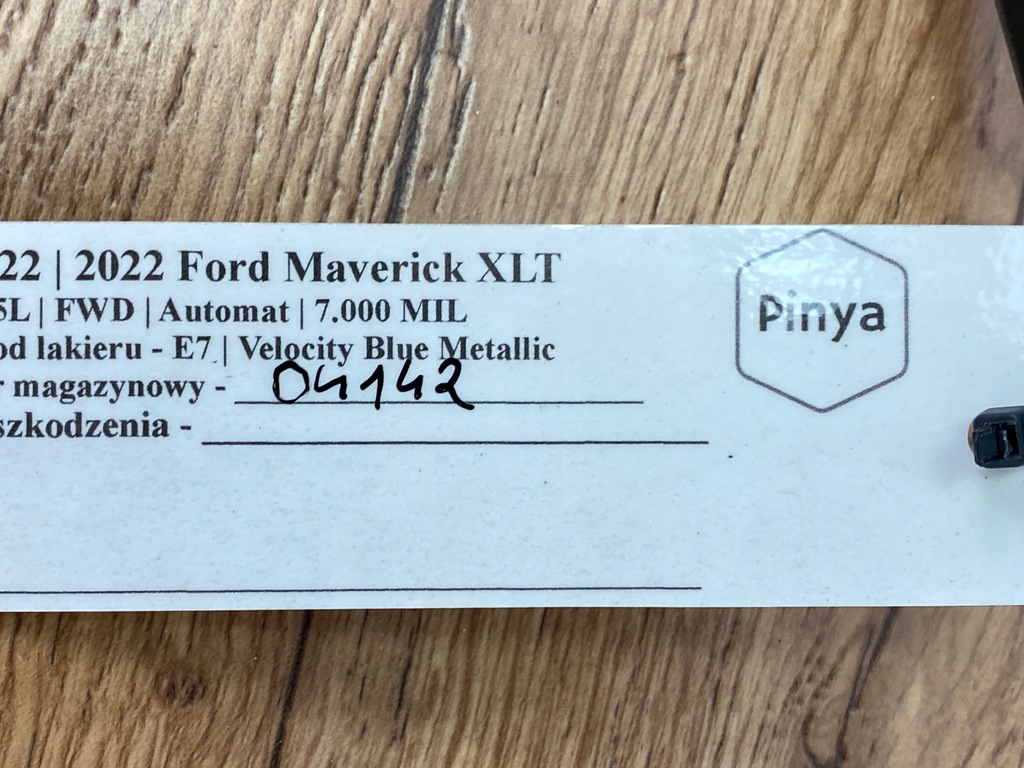 22 | 2022 Ford Maverick XLT
5L | FWD | Automat | 7.000 MIL
od lakieru - E7 | Velocity Blue Metallic
r magazynowy - 04142
szkodzenia -
Pinya